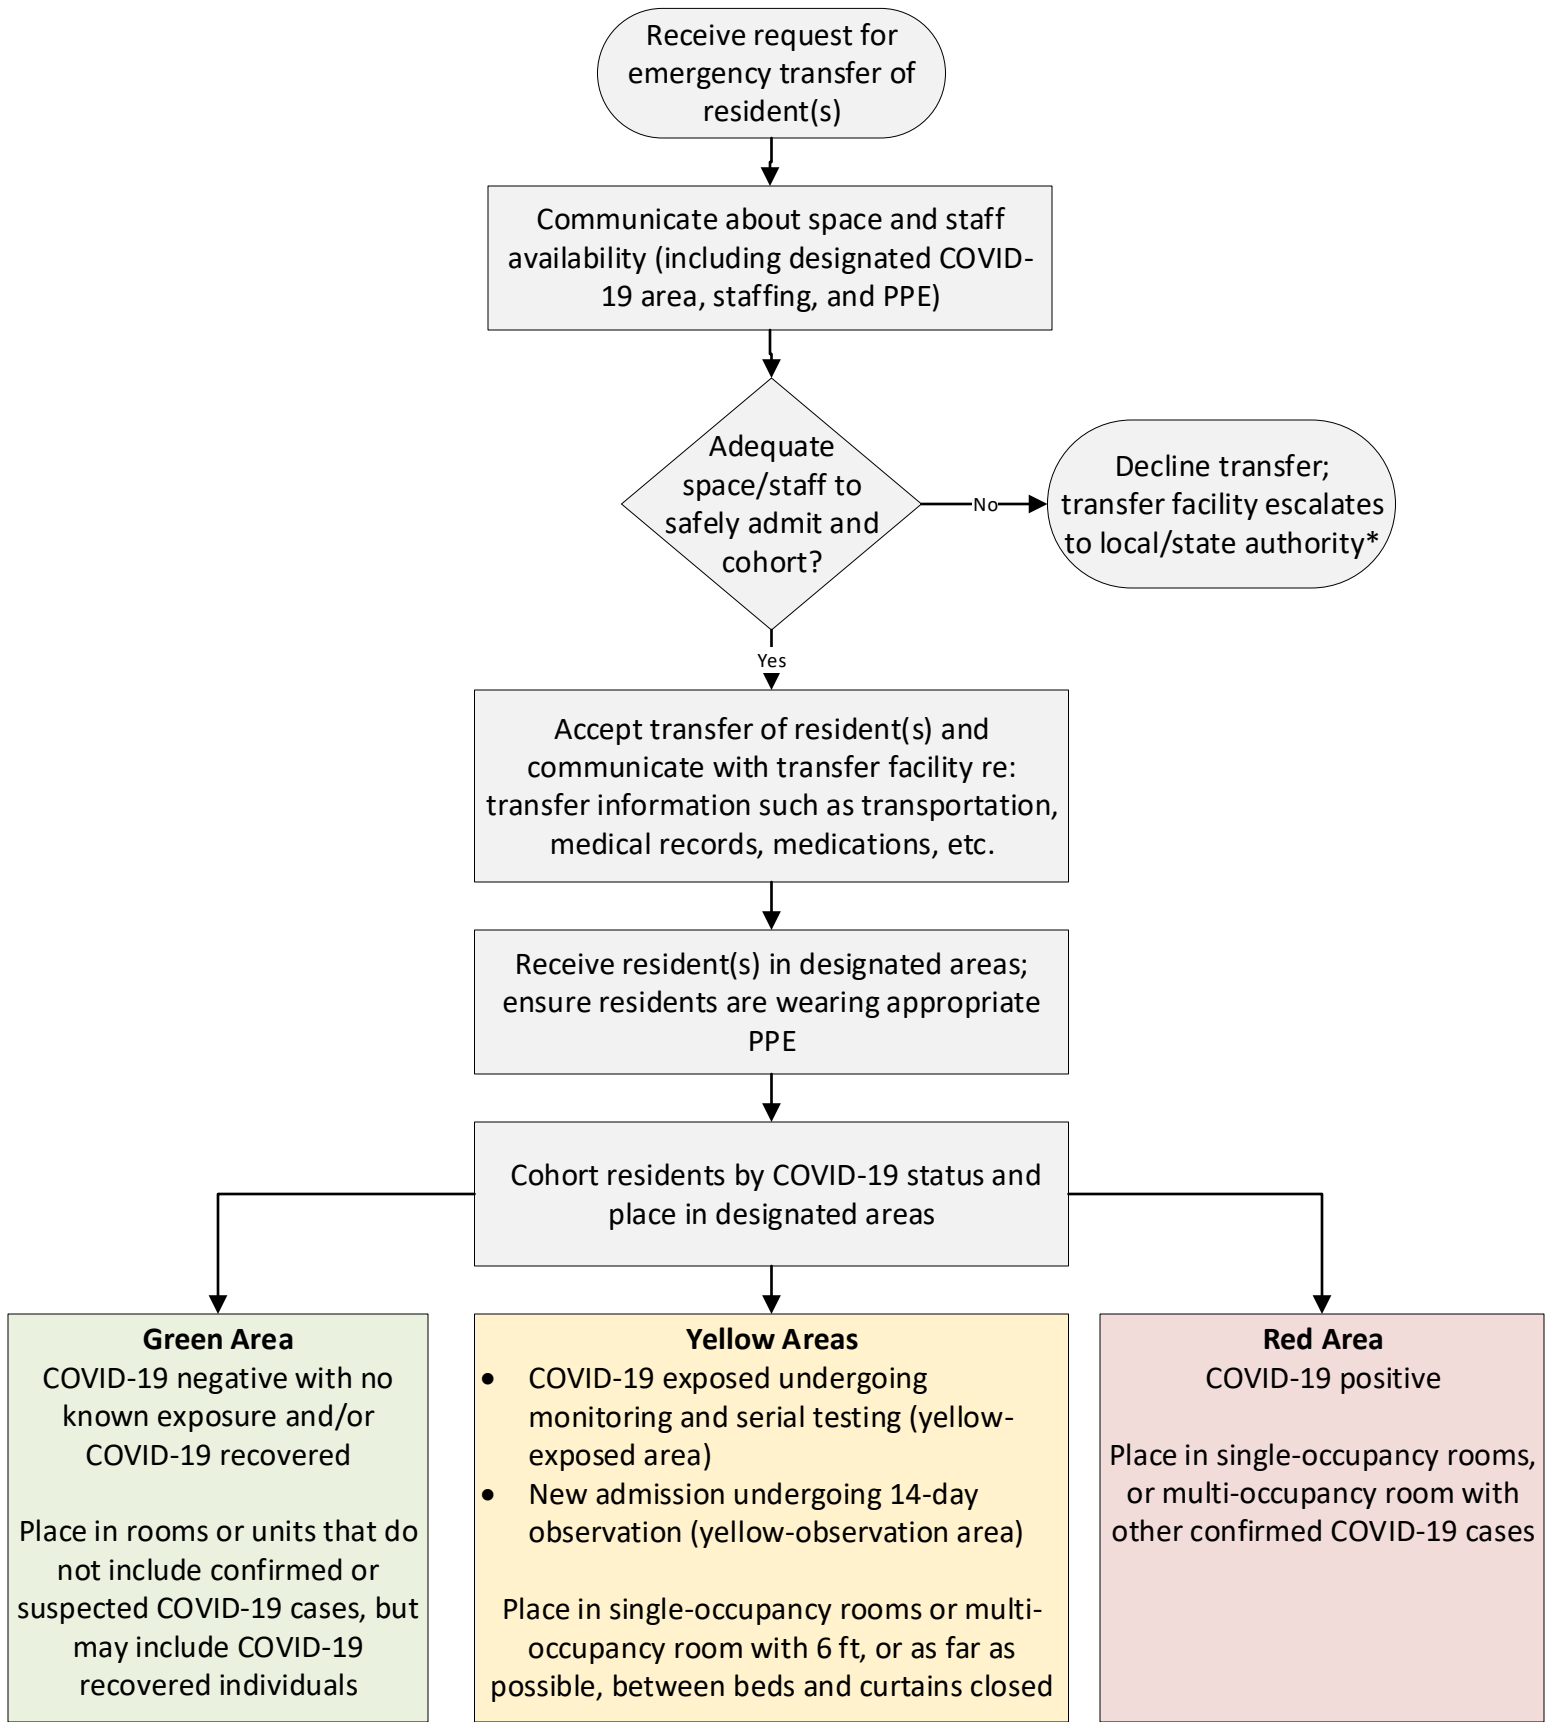 Receive request for
emergency transfer of
resident(s)
Communicate about space and staff
availability (including designated COVID-
19 area, staffing, and PPE)
Adequate
space/staff to
safely admit and
cohort?
No
Decline transfer;
transfer facility escalates
to local/state authority*
Yes
Accept transfer of resident(s) and
communicate with transfer facility re:
transfer information such as transportation,
medical records, medications, etc.
Receive resident(s) in designated areas;
ensure residents are wearing appropriate
PPE
Cohort residents by COVID-19 status and
place in designated areas
Green Area
COVID-19 negative with no
known exposure and/or
COVID-19 recovered
Place in rooms or units that do
not include confirmed or
suspected COVID-19 cases, but
may include COVID-19
recovered individuals
Yellow Areas
• COVID-19 exposed undergoing
monitoring and serial testing (yellow-
exposed area)
• New admission undergoing 14-day
observation (yellow-observation area)
Place in single-occupancy rooms or multi-
occupancy room with 6 ft, or as far as
possible, between beds and curtains closed
Red Area
COVID-19 positive
Place in single-occupancy rooms,
or multi-occupancy room with
other confirmed COVID-19 cases